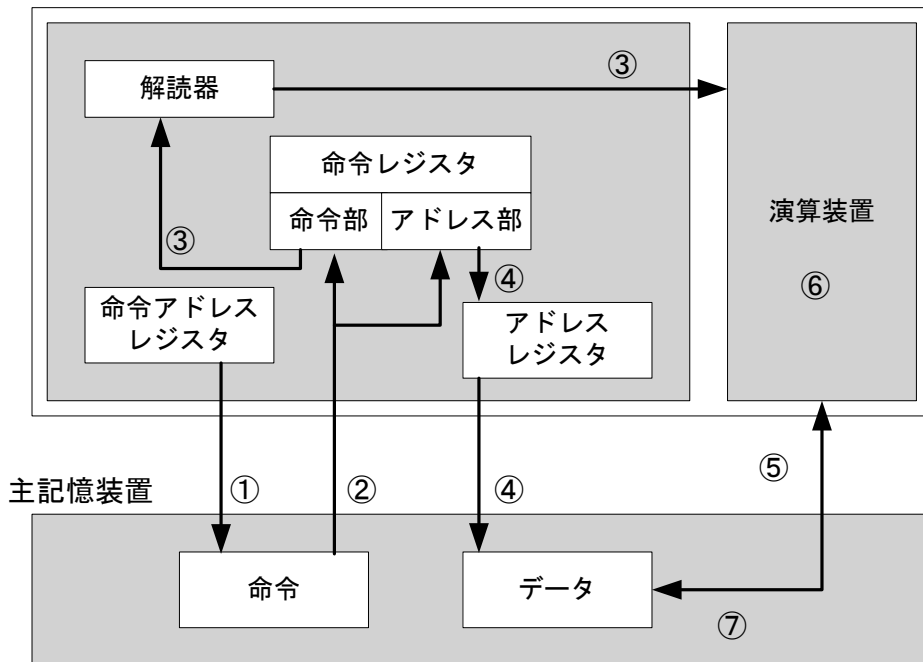 ③
解読器
命令レジスタ
命令部
アドレス部
演算装置
③
④
⑥
命令アドレス
レジスタ
アドレス
レジスタ
⑤
主記憶装置
①
②
④
命令
データ
⑦